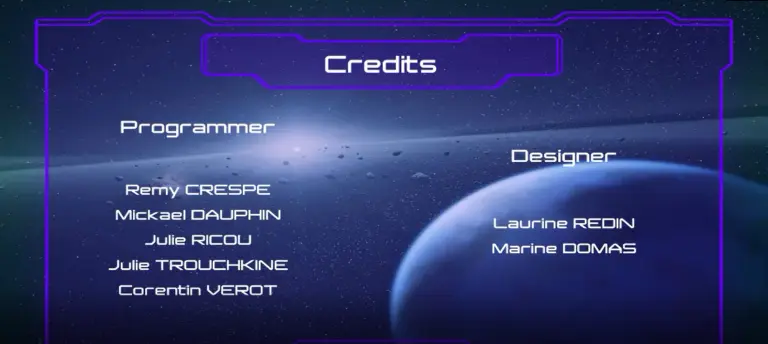 Credits
Programmer
Remy CRESPE
Mickael DAUPHIN
Julie RICOU
Julie TROUCHKINE
Corentin VEROT
Designer
Laurine REDIN
Marine DOMAS